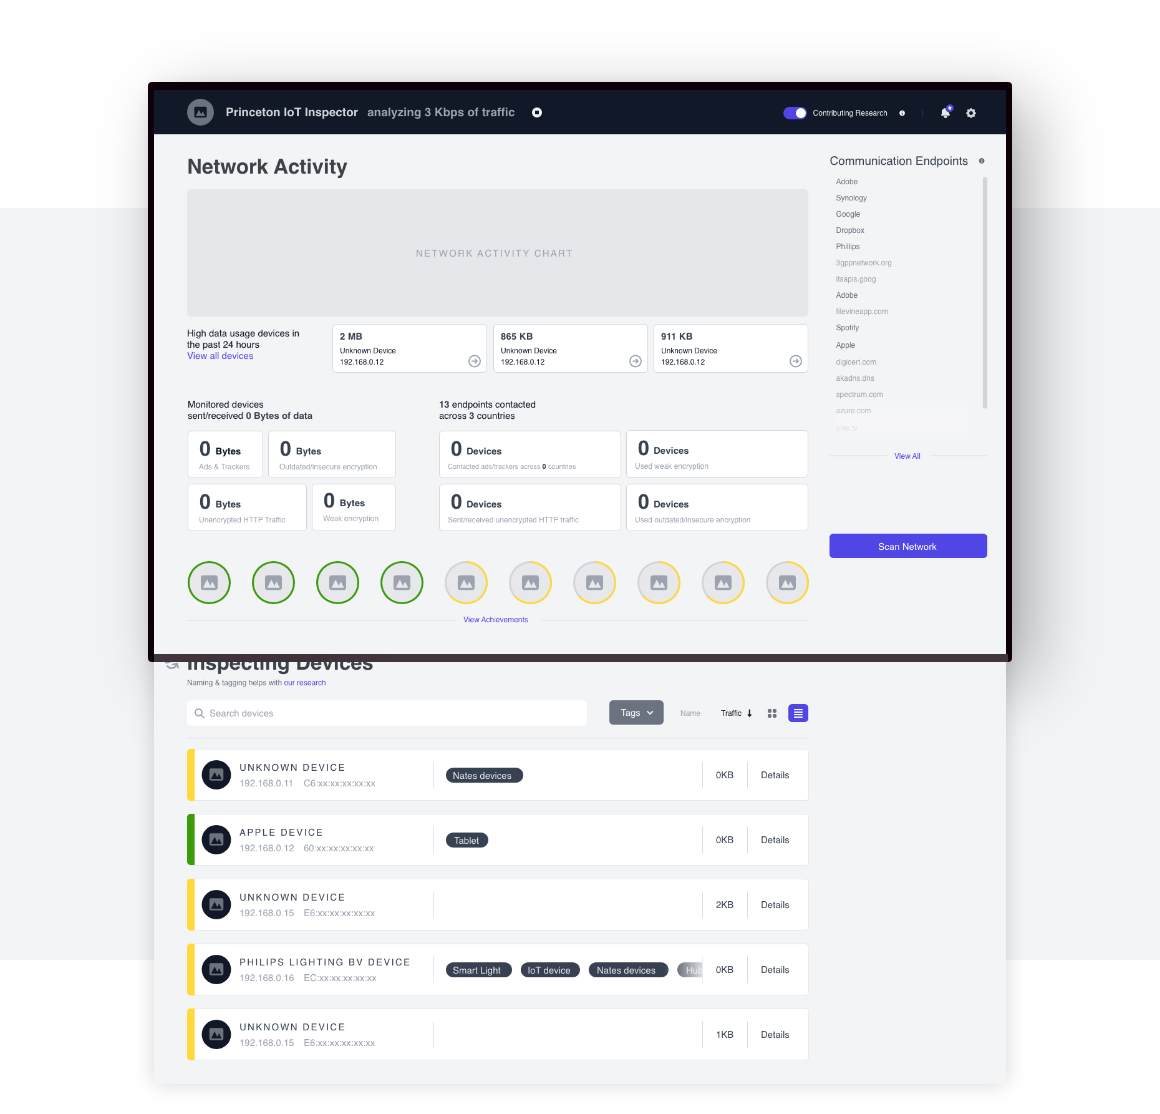 Princeton IoT Inspector analyzing 3 Kbps of traffic
Contributing Research
Network Activity
NETWORK ACTIVITY CHART
High data usage devices in
the past 24 hours
View all devices
2 MB
Unknown Device
192.168.0.12
865 KB
Unknown Device
192.168.0.12
911 KB
Unknown Device
192.168.0.12
Monitored devices
sent/received 0 Bytes of data
0 Bytes
Ads & Trackers
0 Bytes
Outdated/insecure encryption
0 Bytes
Unencrypted HTTP Traffic
0 Bytes
Weak encryption
13 endpoints contacted
across 3 countries
0 Devices
Contacted ads/trackers across 0 countries
0 Devices
Used weak encryption
0 Devices
Sent/received unencrypted HTTP traffic
0 Devices
Used outdated/insecure encryption
View Achievements
Communication Endpoints
Adobe
Synology
Google
Dropbox
Philips
3gppnetwork.org
itsapis.goog
Adobe
filevineapp.com
Spotify
Apple
digicert.com
akadns.dns
spectrum.com
azure.com
View All
Scan Network
Inspecting Devices
Naming & tagging helps with our research
Search devices
Tags
Name
Traffic
UNKNOWN DEVICE
192.168.0.11 C6:xx:xx:xx:xx:xx
Nates devices
0KB
Details
APPLE DEVICE
192.168.0.12 60:xx:xx:xx:xx:xx
Tablet
0KB
Details
UNKNOWN DEVICE
192.168.0.15 E6:xx:xx:xx:xx:xx
2KB
Details
PHILIPS LIGHTING BV DEVICE
192.168.0.16 EC:xx:xx:xx:xx:xx
Smart Light
IoT device
Nates devices
0KB
Details
UNKNOWN DEVICE
192.168.0.15 E6:xx:xx:xx:xx:xx
1KB
Details